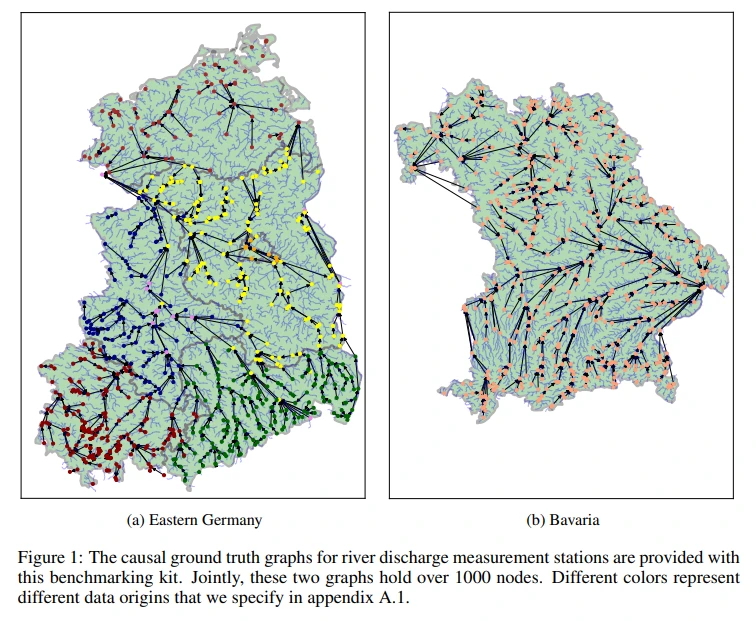 (a) Eastern Germany
(b) Bavaria
Figure 1: The causal ground truth graphs for river discharge measurement stations are provided with
this benchmarking kit. Jointly, these two graphs hold over 1000 nodes. Different colors represent
different data origins that we specify in appendix A.1.